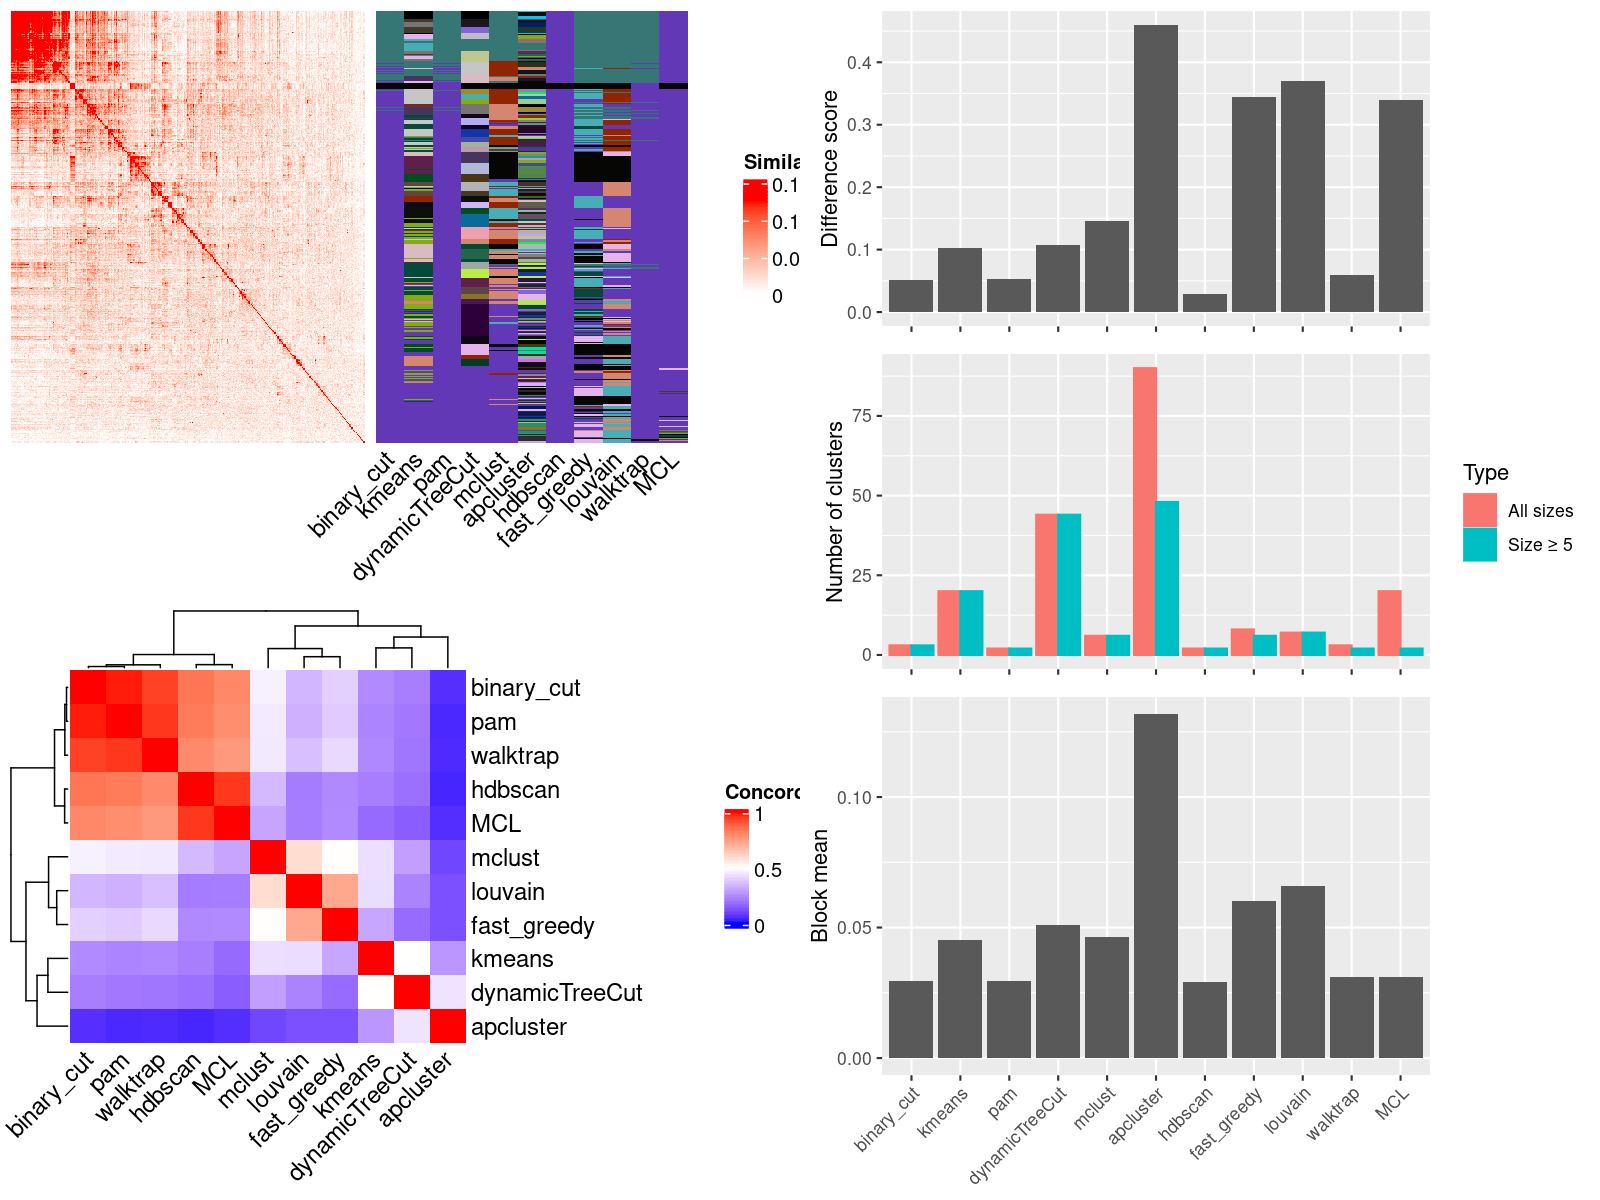 Simila
0.1
0.1
0.0
0
binary_cut
kmeans
pam
dynamicTreeCut
mclust
apcluster
hdbscan
fast_greedy
louvain
walktrap
MCL
binary_cut
pam
walktrap
hdbscan
MCL
mclust
louvain
fast_greedy
kmeans
dynamicTreeCut
apcluster
Concord
1
0.5
0
binary_cut
pam
walktrap
hdbscan
MCL
mclust
louvain
fast_greedy
kmeans
dynamicTreeCut
apcluster
Difference score
0.4
0.3
0.2
0.1
0.0
Number of clusters
75
50
25
0
Type
All sizes
Size ≥ 5
Block mean
0.10
0.05
0.00
binary_cut
kmeans
pam
dynamicTreeCut
mclust
apcluster
hdbscan
fast_greedy
louvain
walktrap
MCL